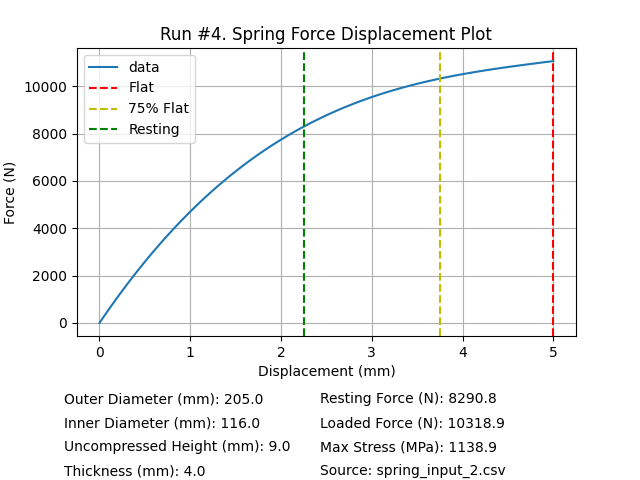 Run #4. Spring Force Displacement Plot
data
Flat
75% Flat
Resting
Force (N)
10000
8000
6000
4000
2000
0
0 1 2 3 4 5
Displacement (mm)
Outer Diameter (mm): 205.0
Inner Diameter (mm): 116.0
Uncompressed Height (mm): 9.0
Thickness (mm): 4.0
Resting Force (N): 8290.8
Loaded Force (N): 10318.9
Max Stress (MPa): 1138.9
Source: spring_input_2.csv